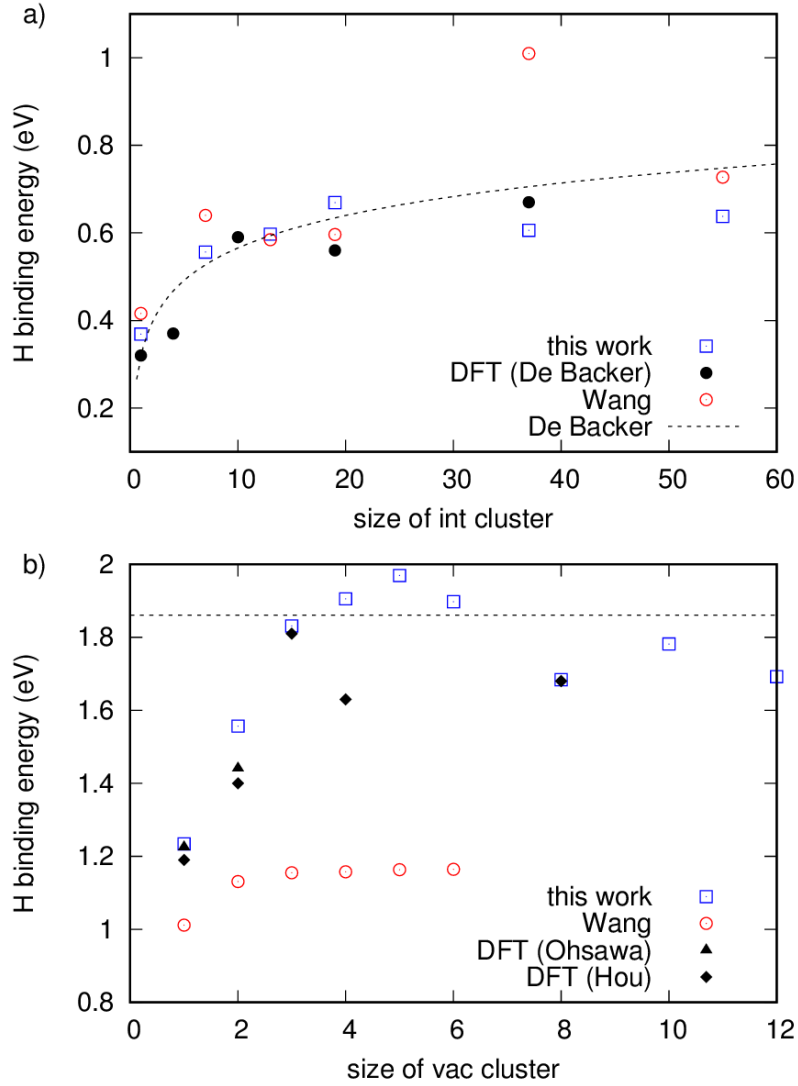 a)
H binding energy (eV)
1
0.8
0.6
0.4
0.2
this work
DFT (De Backer)
Wang
De Backer
0 10 20 30 40 50 60
size of int cluster
b)
H binding energy (eV)
2
1.8
1.6
1.4
1.2
1
0.8
this work
Wang
DFT (Ohsawa)
DFT (Hou)
0 2 4 6 8 10 12
size of vac cluster